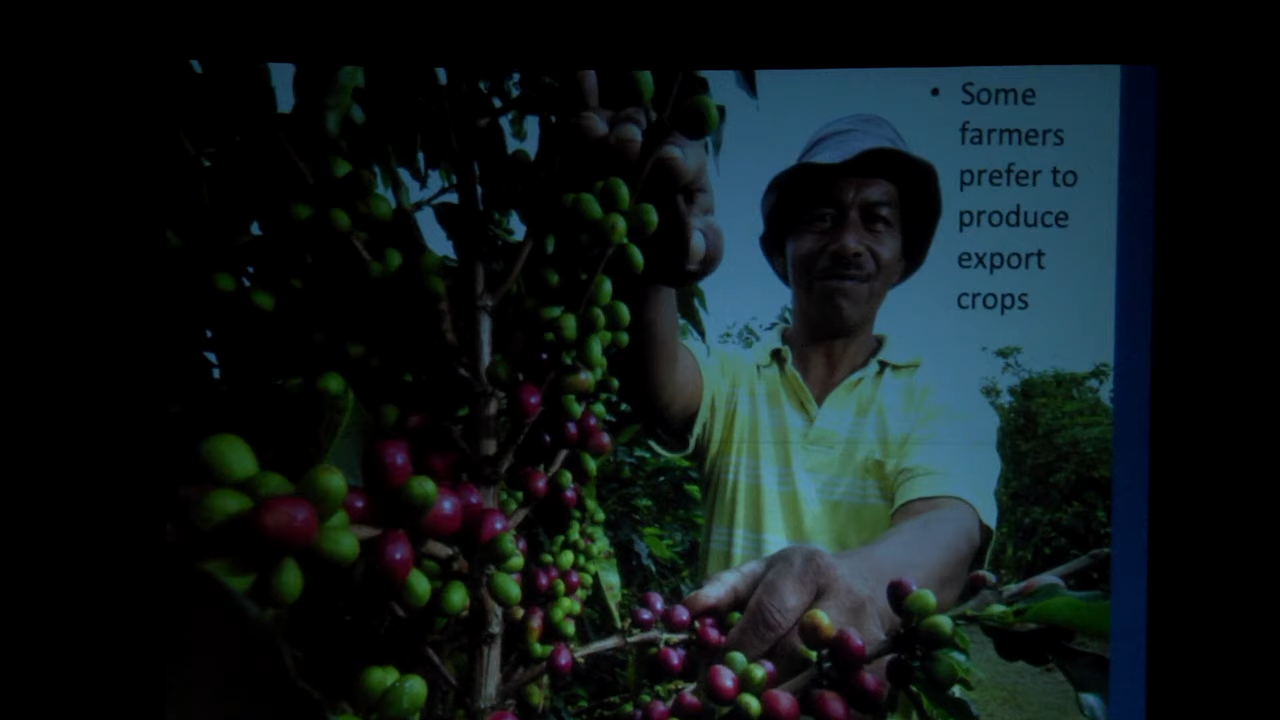 • Some
farmers
prefer to
produce
export
crops